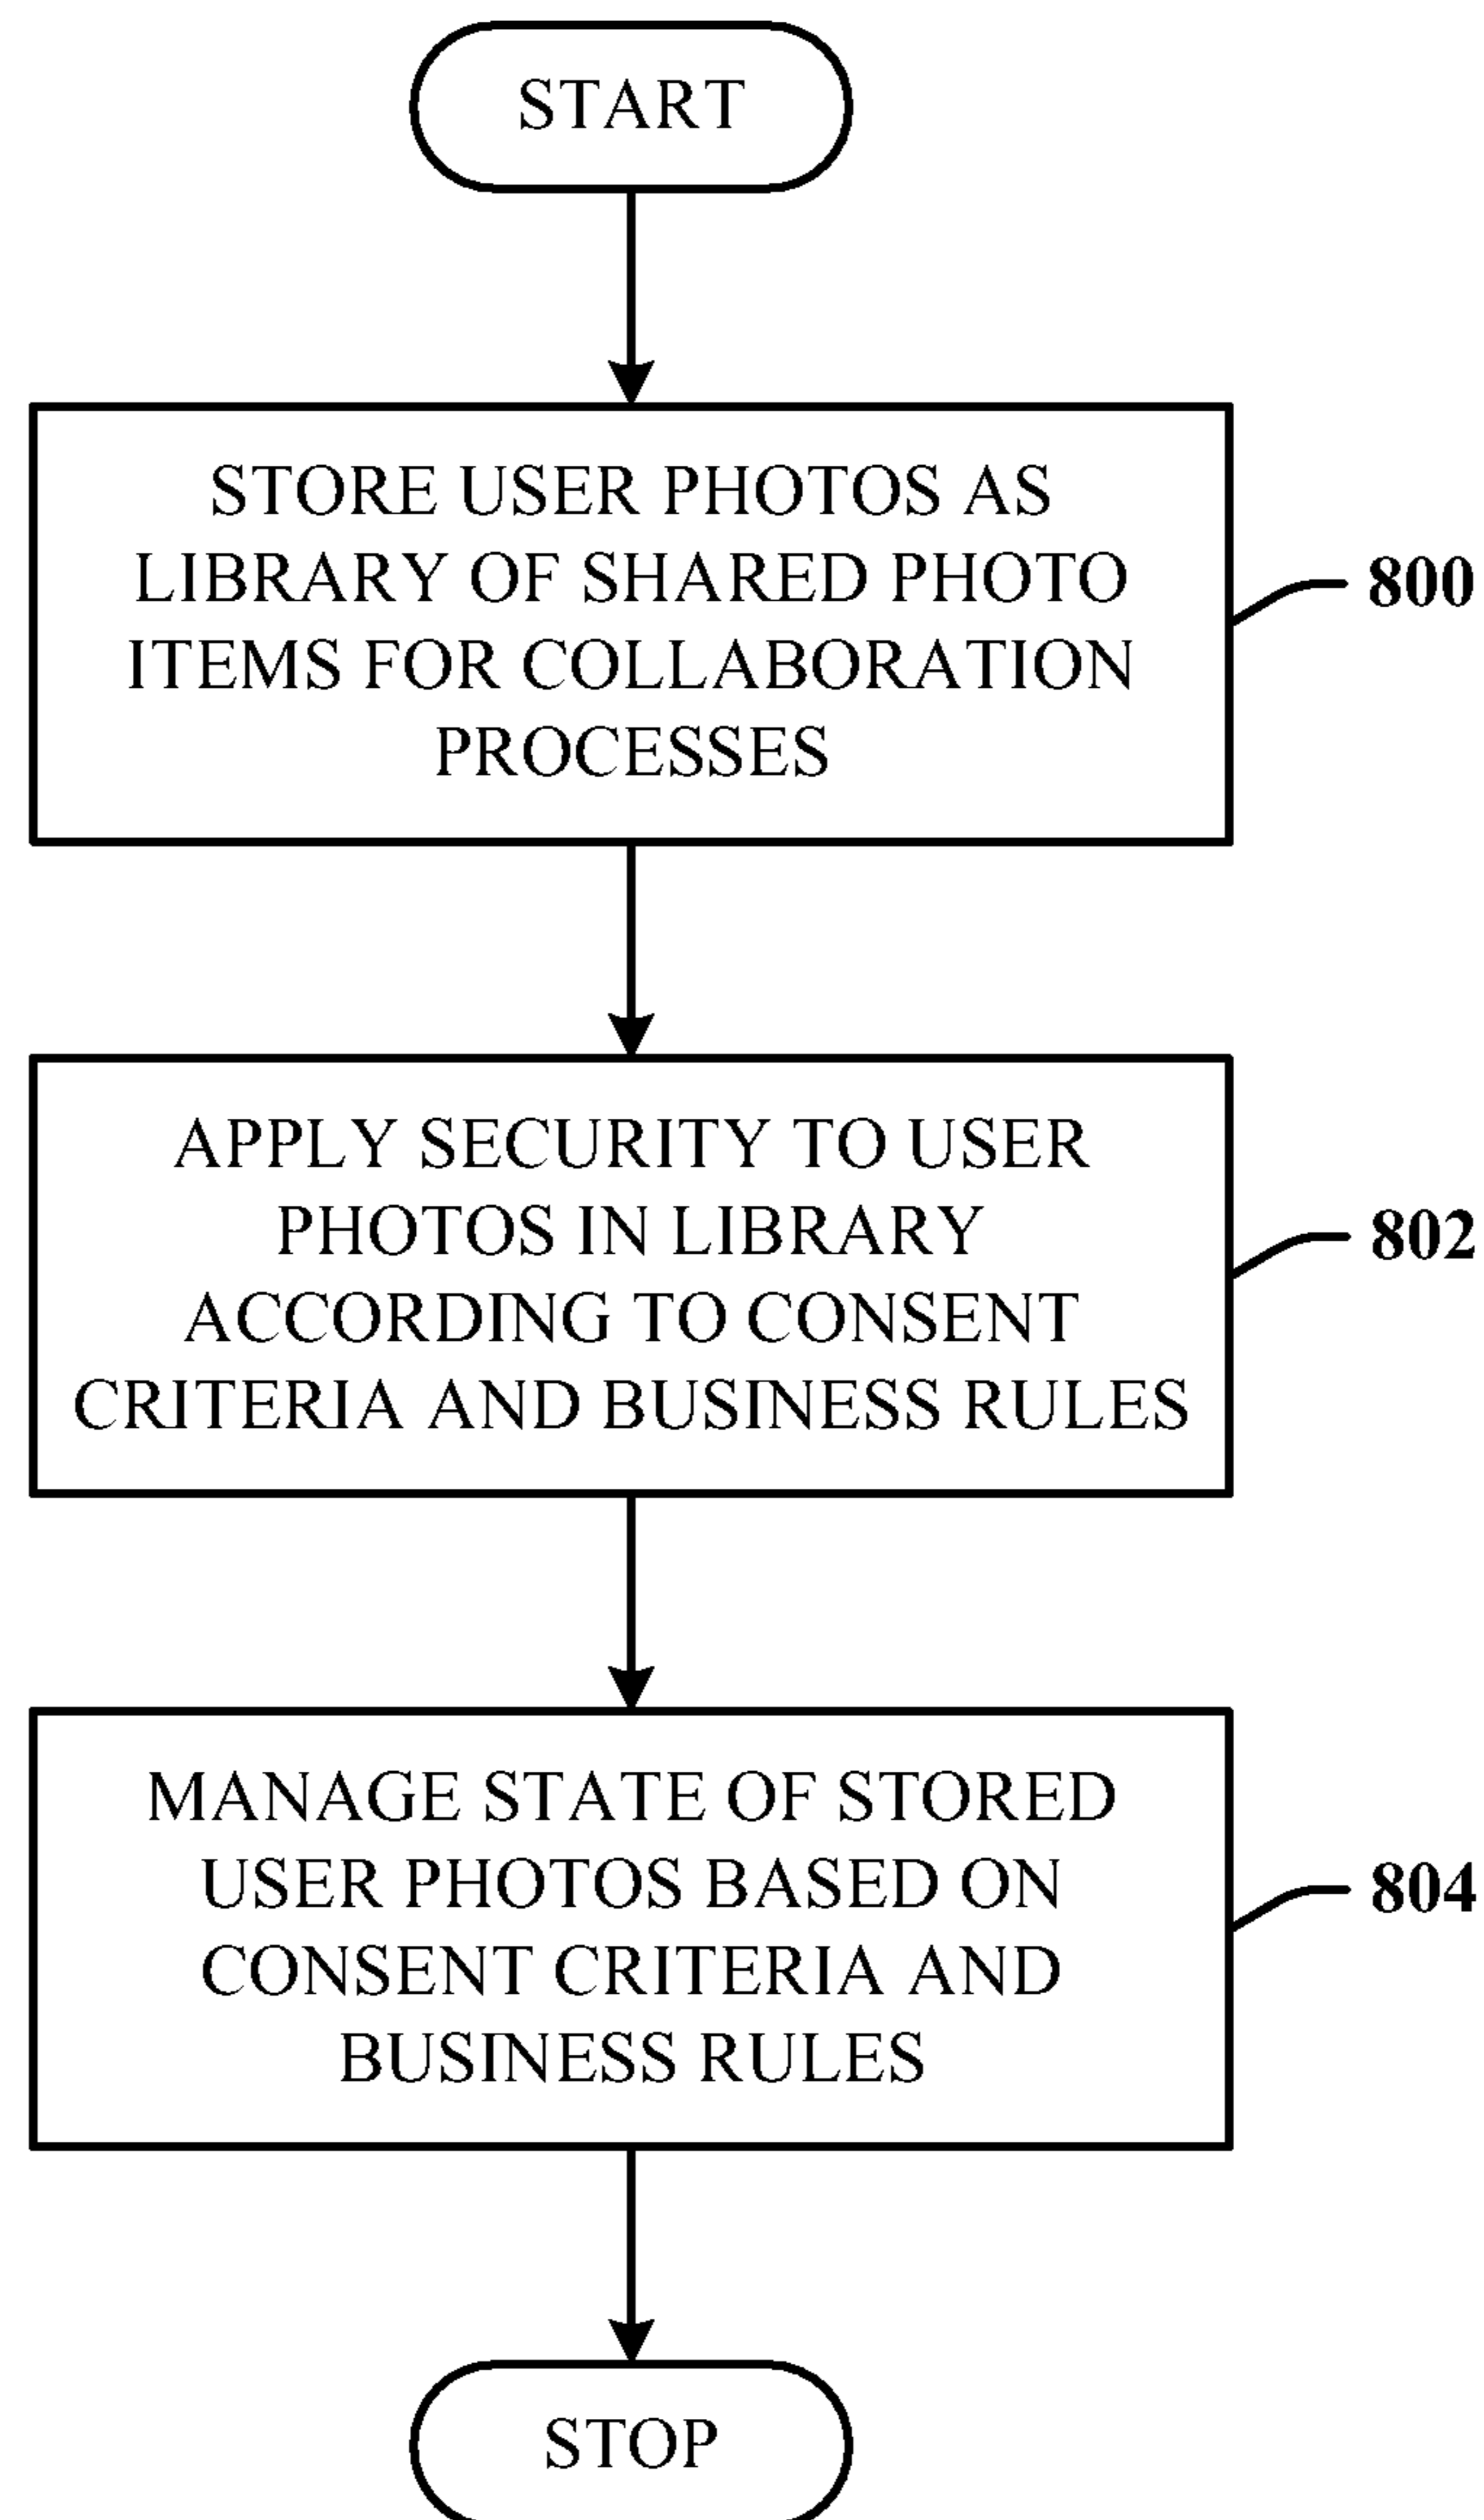 START
STORE USER PHOTOS AS
LIBRARY OF SHARED PHOTO
ITEMS FOR COLLABORATION
PROCESSES
800
APPLY SECURITY TO USER
PHOTOS IN LIBRARY
ACCORDING TO CONSENT
CRITERIA AND BUSINESS RULES
802
MANAGE STATE OF STORED
USER PHOTOS BASED ON
CONSENT CRITERIA AND
BUSINESS RULES
804
STOP